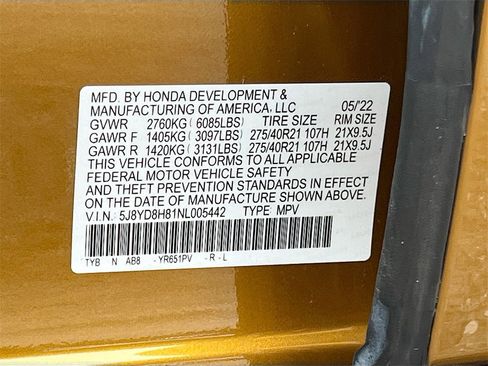 MFD. BY HONDA DEVELOPMENT &
MANUFACTURING OF AMERICA, LLC 05/'22
GVWR 2760KG (6085LBS) TIRE SIZE RIM SIZE
GAWR F 1405KG (3097LBS) 275/40R21 107H 21X9.5J
GAWR R 1420KG (3131LBS) 275/40R21 107H 21X9.5J
THIS VEHICLE CONFORMS TO ALL APPLICABLE
FEDERAL MOTOR VEHICLE SAFETY
AND THEFT PREVENTION STANDARDS IN EFFECT
ON THE DATE OF MANUFACTURE SHOWN ABOVE.
V.I.N. 5J8YD8H81NL005442 TYPE: MPV
TYB N AB8 -YR651PV -R-L